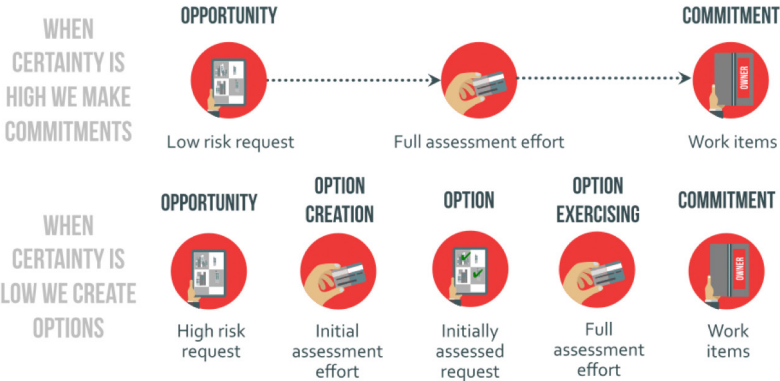 WHEN
CERTAINTY IS
HIGH WE MAKE
COMMITMENTS
OPPORTUNITY
COMMITMENT
OWNER
Low risk request
Full assessment effort
Work items
WHEN
CERTAINTY IS
LOW WE CREATE
OPTIONS
OPPORTUNITY
OPTION
CREATION
OPTION
OPTION
EXERCISING
COMMITMENT
OWNER
High risk
request
Initial
assessment
effort
Initially
assessed
request
Full
assessment
effort
Work
items